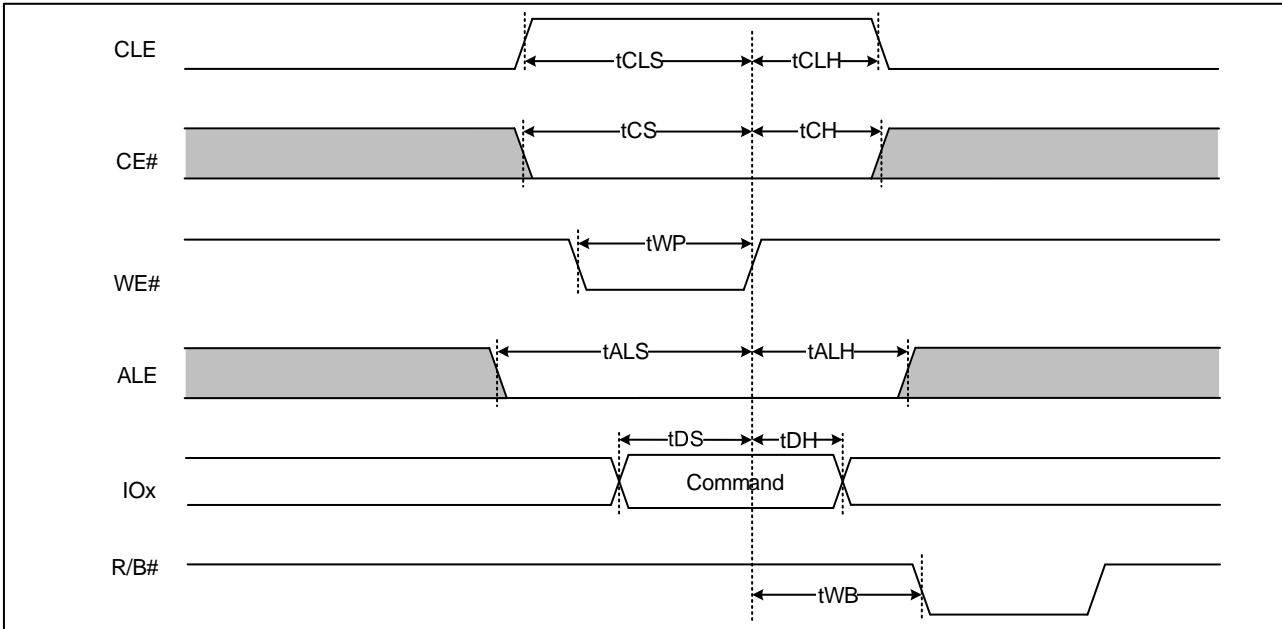 CLE
tCLS
tCLH
CE#
tCS
tCH
WE#
tWP
ALE
tALS
tALH
IOx
tDS
tDH
Command
R/B#
tWB